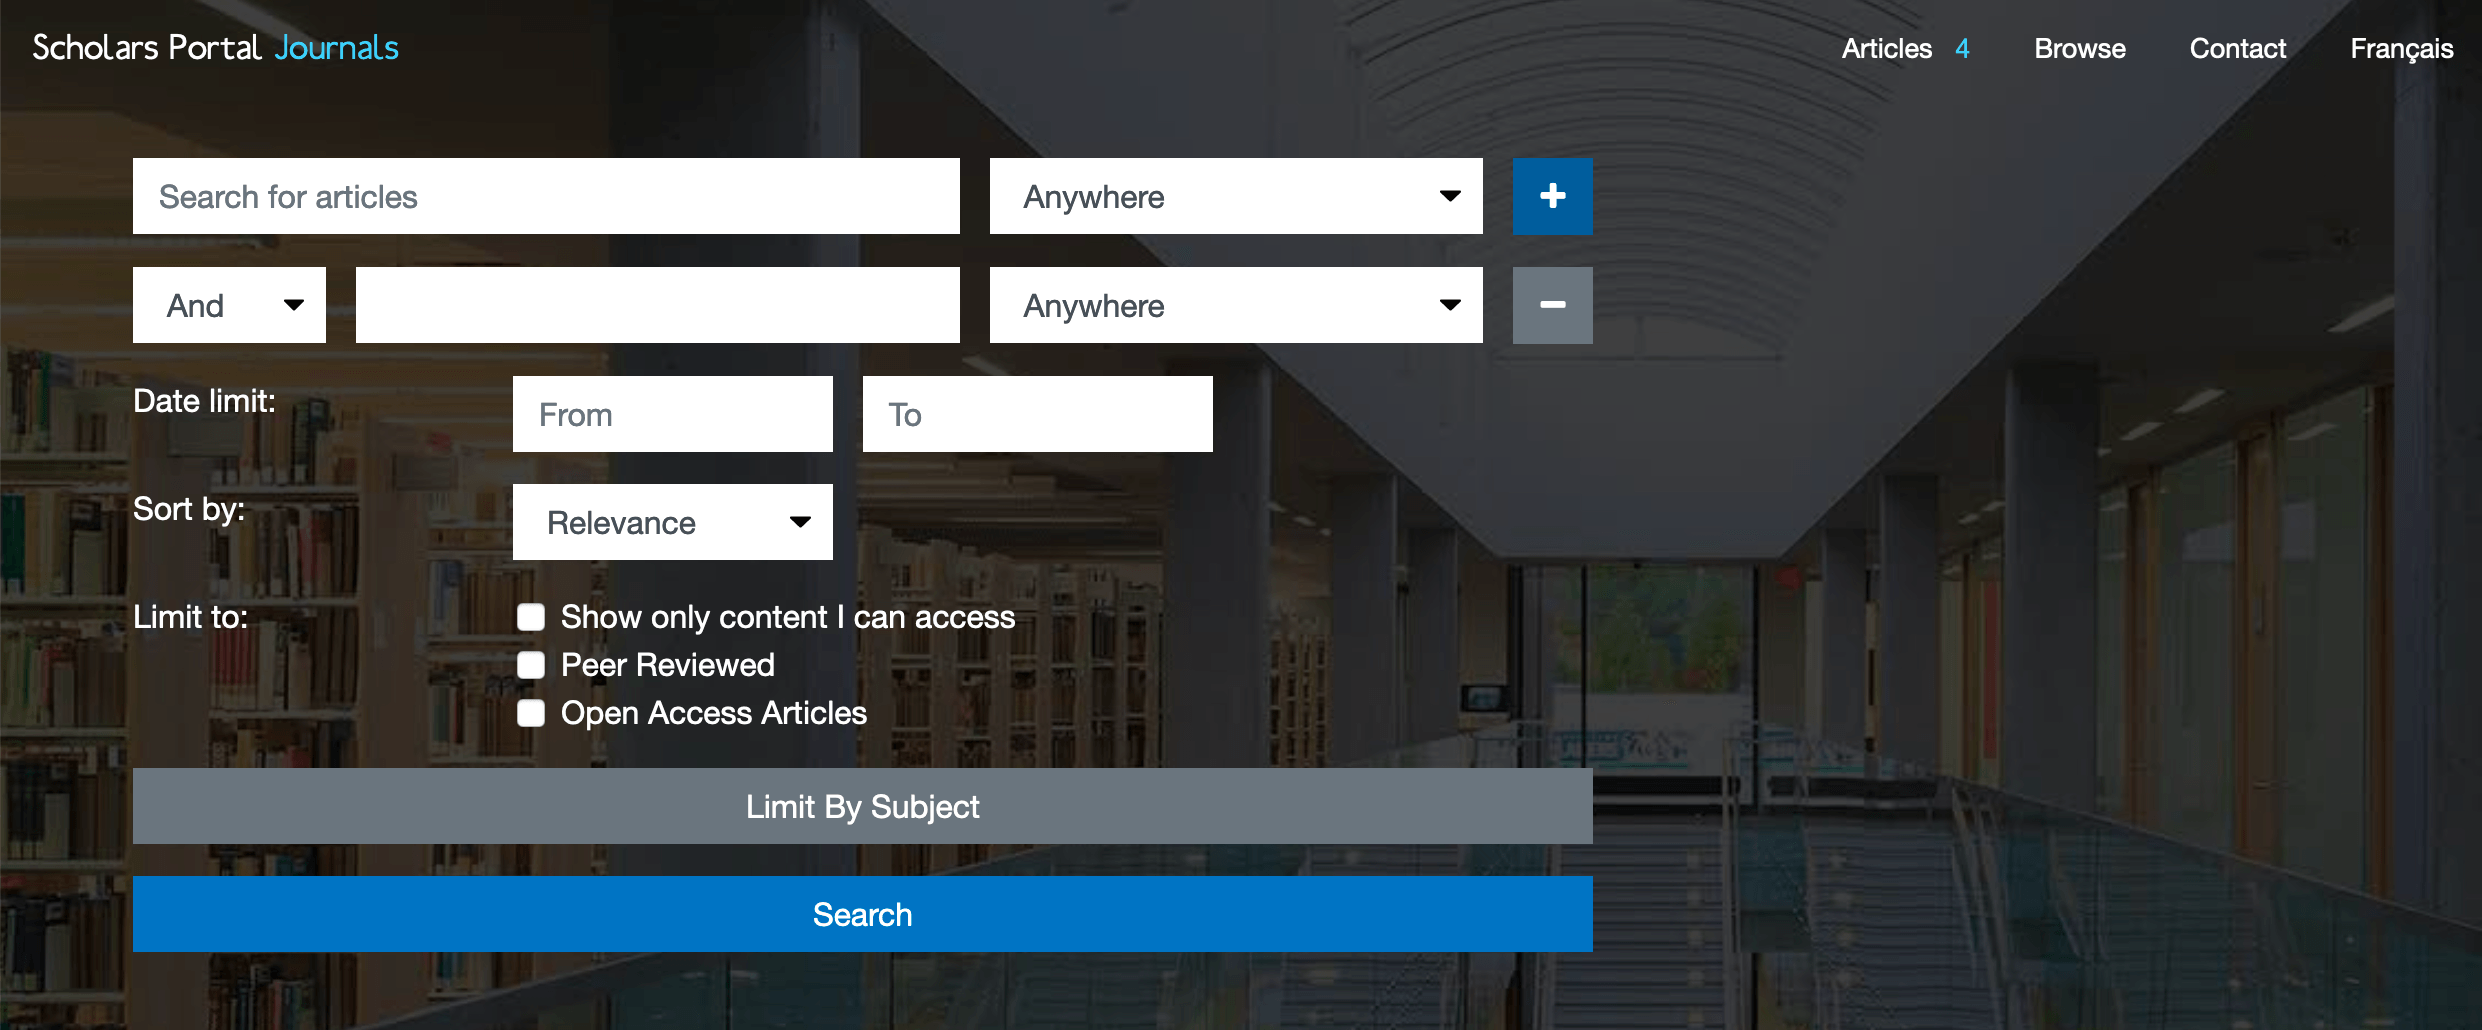 Scholars Portal Journals Articles 4 Browse Contact Français
Search for articles Anywhere
And Anywhere
Date limit: From To
Sort by: Relevance
Limit to: Show only content I can access
Peer Reviewed
Open Access Articles
Limit By Subject
Search